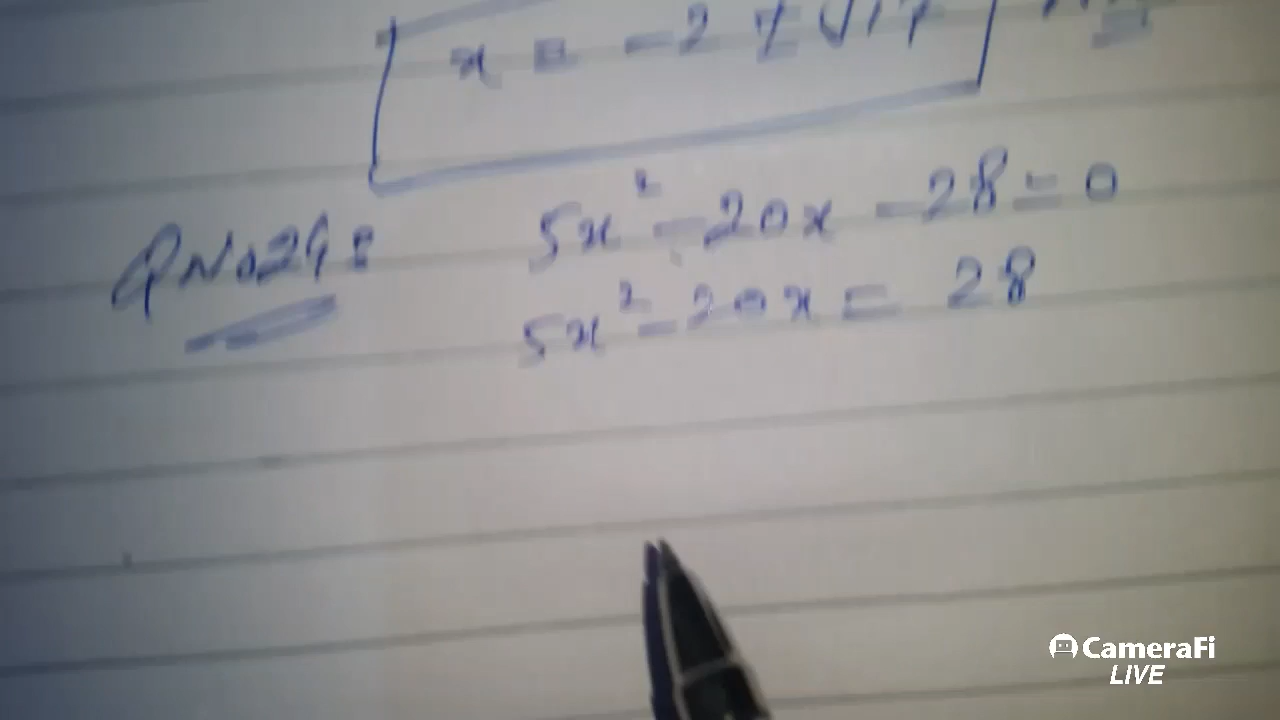 x = -2 ± √17
Q No 24:
5x² - 20x - 28 = 0
5x² - 20x = 28
CameraFi
LIVE